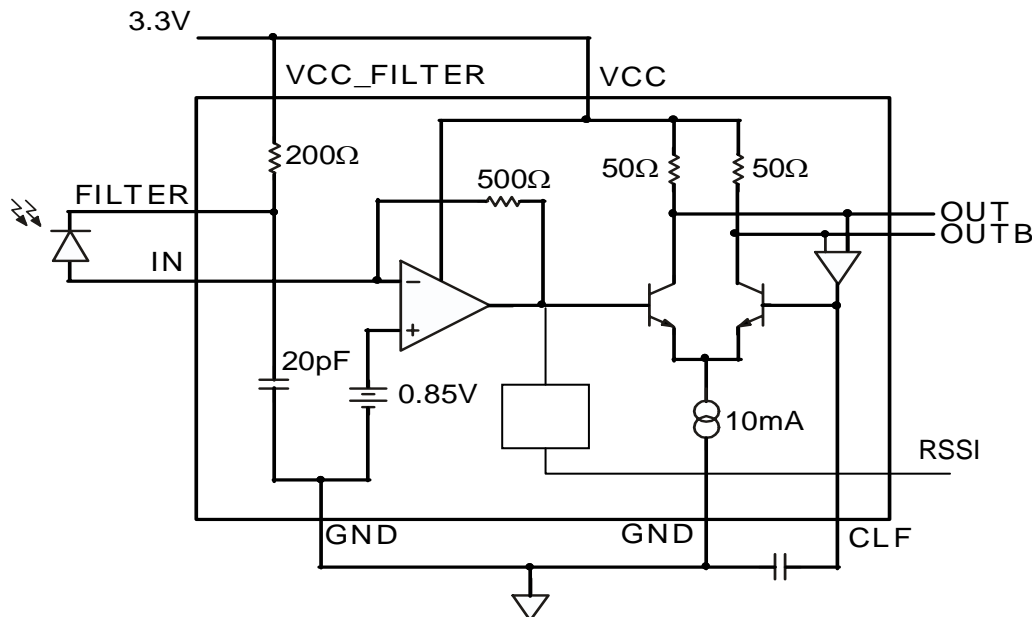 3.3V
VCC_FILTER
VCC
200Ω
500Ω
50Ω
50Ω
FILTER
OUT
OUTB
IN
−
+
20pF
0.85V
10mA
RSSI
GND
GND
CLF